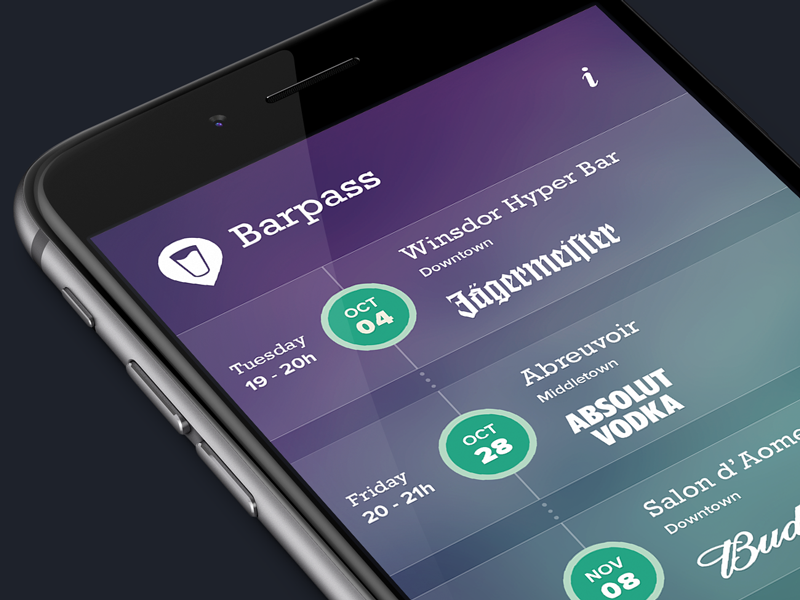 i
Barpass
Winsdor Hyper Bar
Downtown
Jägermeister
OCT
04
Tuesday
19 - 20h
Abreuvoir
Middletown
ABSOLUT
VODKA
OCT
28
Friday
20 - 21h
Salon d'Aome
Downtown
Bud
NOV
08